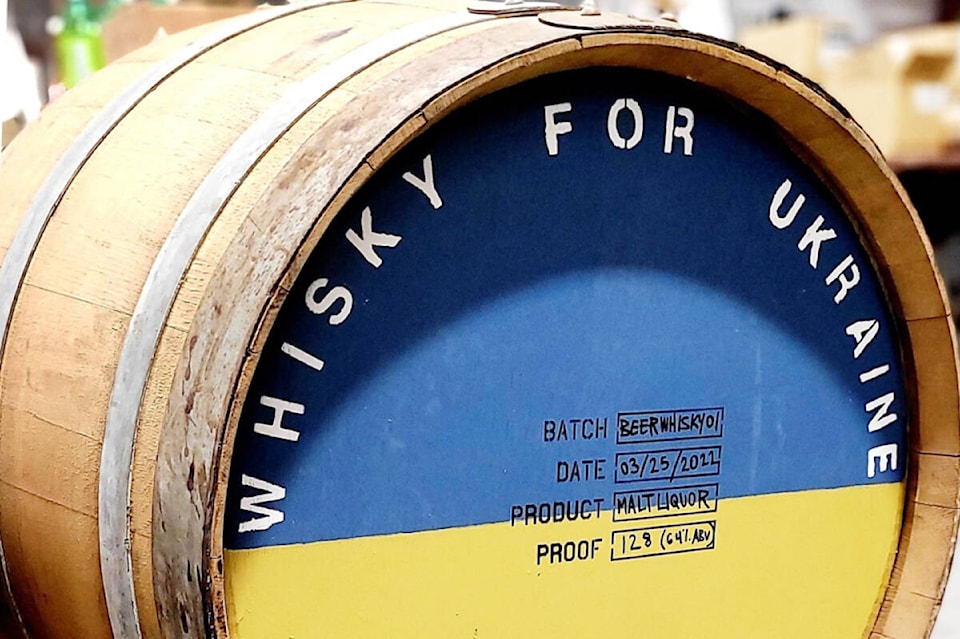 WHISKY FOR UKRAINE
BATCH BEERWHISKY01
DATE 03/25/2022
PRODUCT MALT LIQUOR
PROOF 128 (64% ABV)